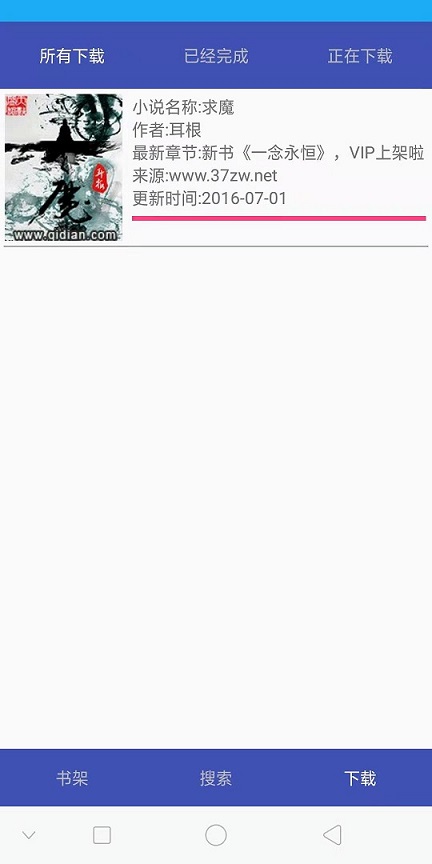 所有下载
已经完成
正在下载
小说名称:求魔
作者:耳根
最新章节:新书《一念永恒》，VIP上架啦
来源:www.37zw.net
更新时间:2016-07-01
魔
www.qidian.com
书架
搜索
下载